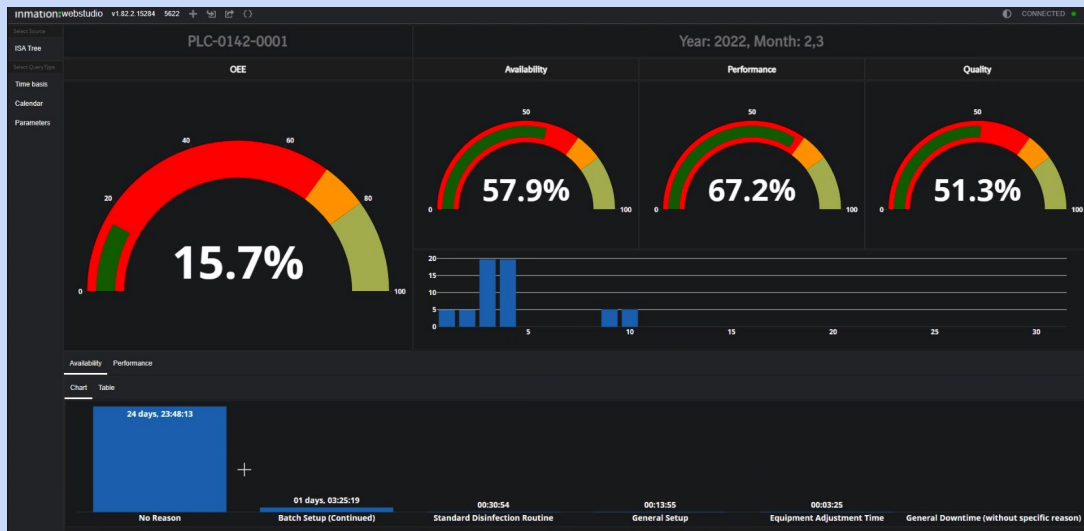 inmation:webstudio v1.82.2.15284 5622 CONNECTED
Select Source
ISA Tree
Select Query Type
Time basis
Calendar
Parameters
PLC-0142-0001 Year: 2022, Month: 2,3
OEE Availability Performance Quality
0 20 40 60 80 100
15.7%
0 50 100
57.9%
0 50 100
67.2%
0 50 100
51.3%
20
15
10
5
0
5 10 15 20 25 30
Availability Performance
Chart Table
24 days, 23:48:13 01 days, 03:25:19 00:30:54 00:13:55 00:03:25
No Reason Batch Setup (Continued) Standard Disinfection Routine General Setup Equipment Adjustment Time General Downtime (without specific reason)